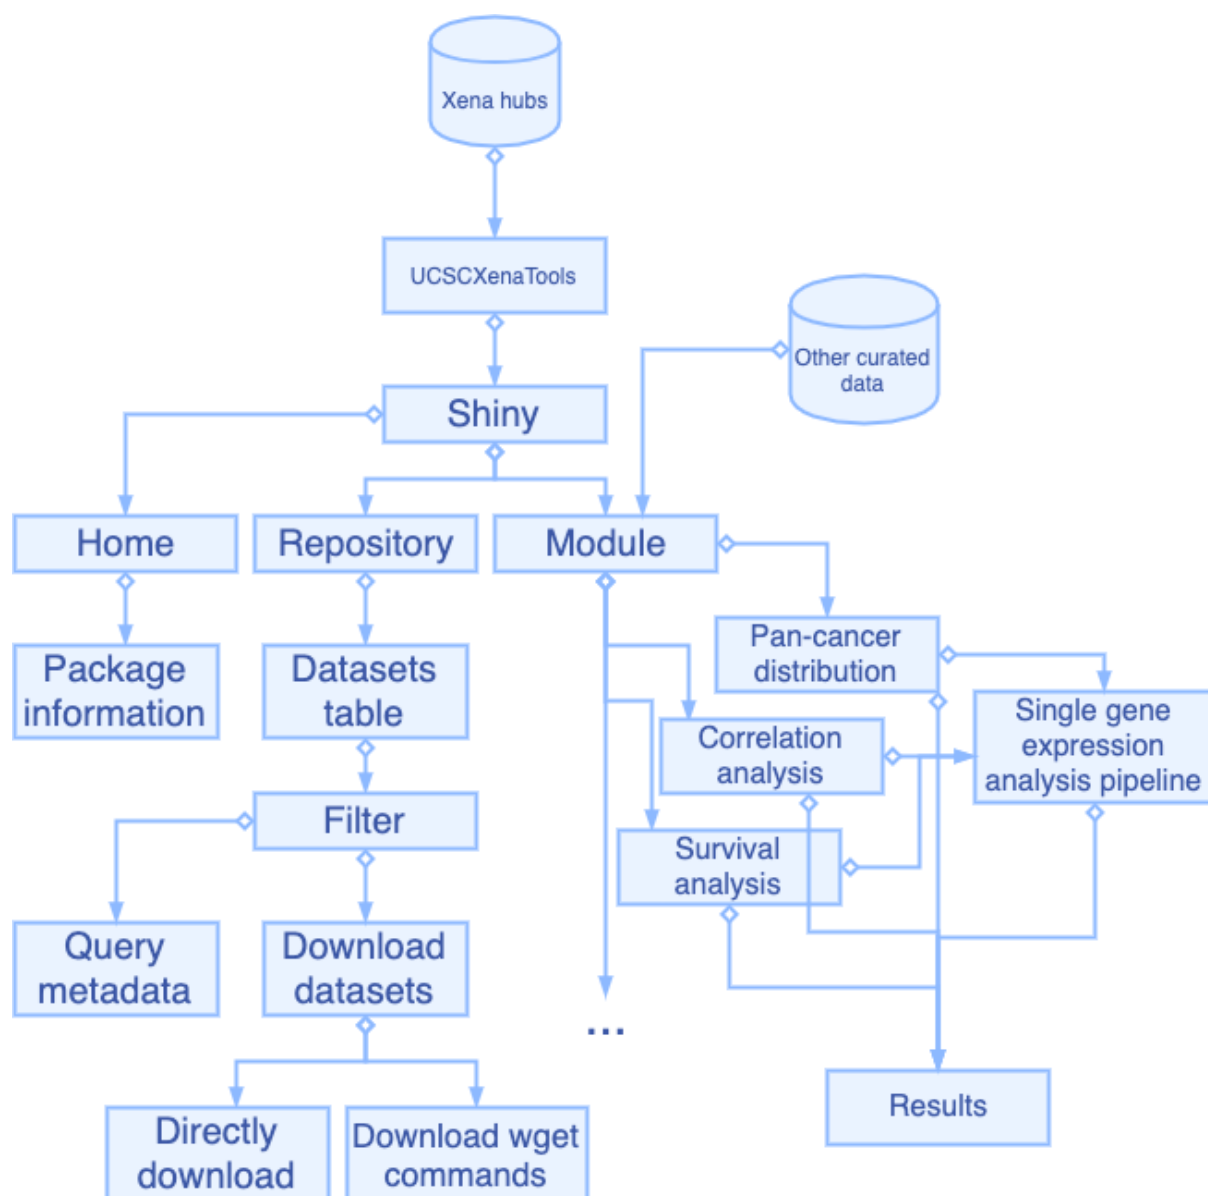 Xena hubs
UCSCXenaTools
Other curated
data
Shiny
Home
Repository
Module
Package
information
Datasets
table
Pan-cancer
distribution
Single gene
expression
analysis pipeline
Correlation
analysis
Filter
Survival
analysis
Query
metadata
Download
datasets
...
Results
Directly
download
Download wget
commands